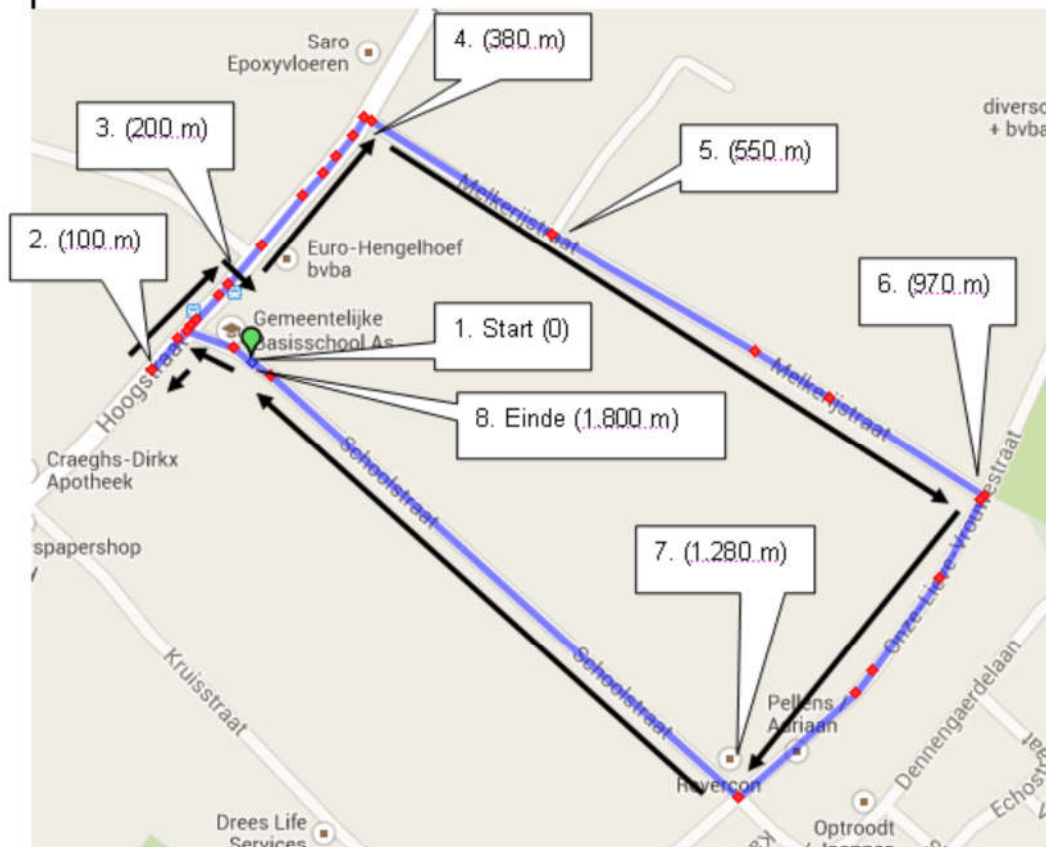 Saro
Epoxyvloeren
4. (380 m)
diverso
+ bvba
3. (200 m)
5. (550 m)
Melkerijstraat
2. (100 m)
Euro-Hengelhoef
bvba
6. (970 m)
Gemeentelijke
Basisschool As
1. Start (0)
Hoogstraat
Melkerijstraat
8. Einde (1.800 m)
Craeghs-Dirkx
Apotheek
Schoolstraat
Onze-Lieve-Vrouwestraat
spapershop
y
7. (1.280 m)
Kruisstraat
Schoolstraat
Pellens
Adriaan
Dennengaerdelaan
Revercon
Echost
Drees Life
Services
Optroodt
Ka